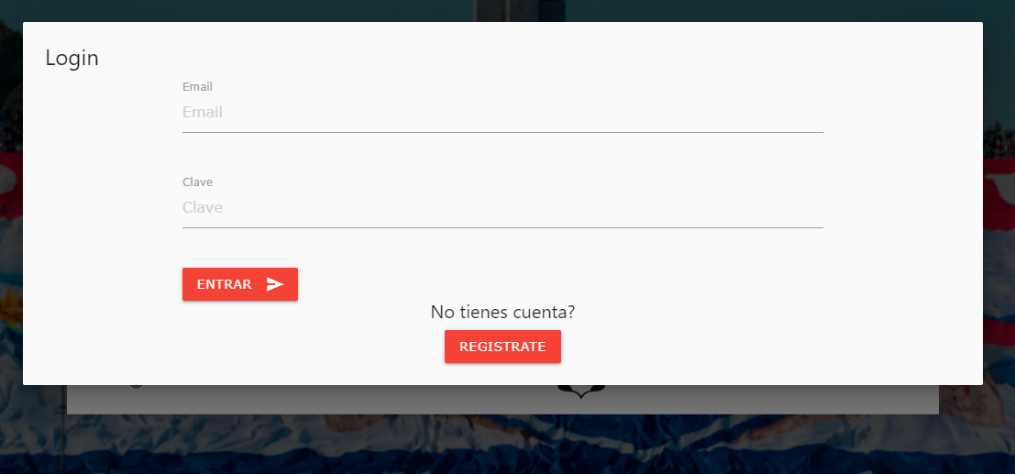 Login
Email
Email
Clave
Clave
ENTRAR
No tienes cuenta?
REGISTRATE